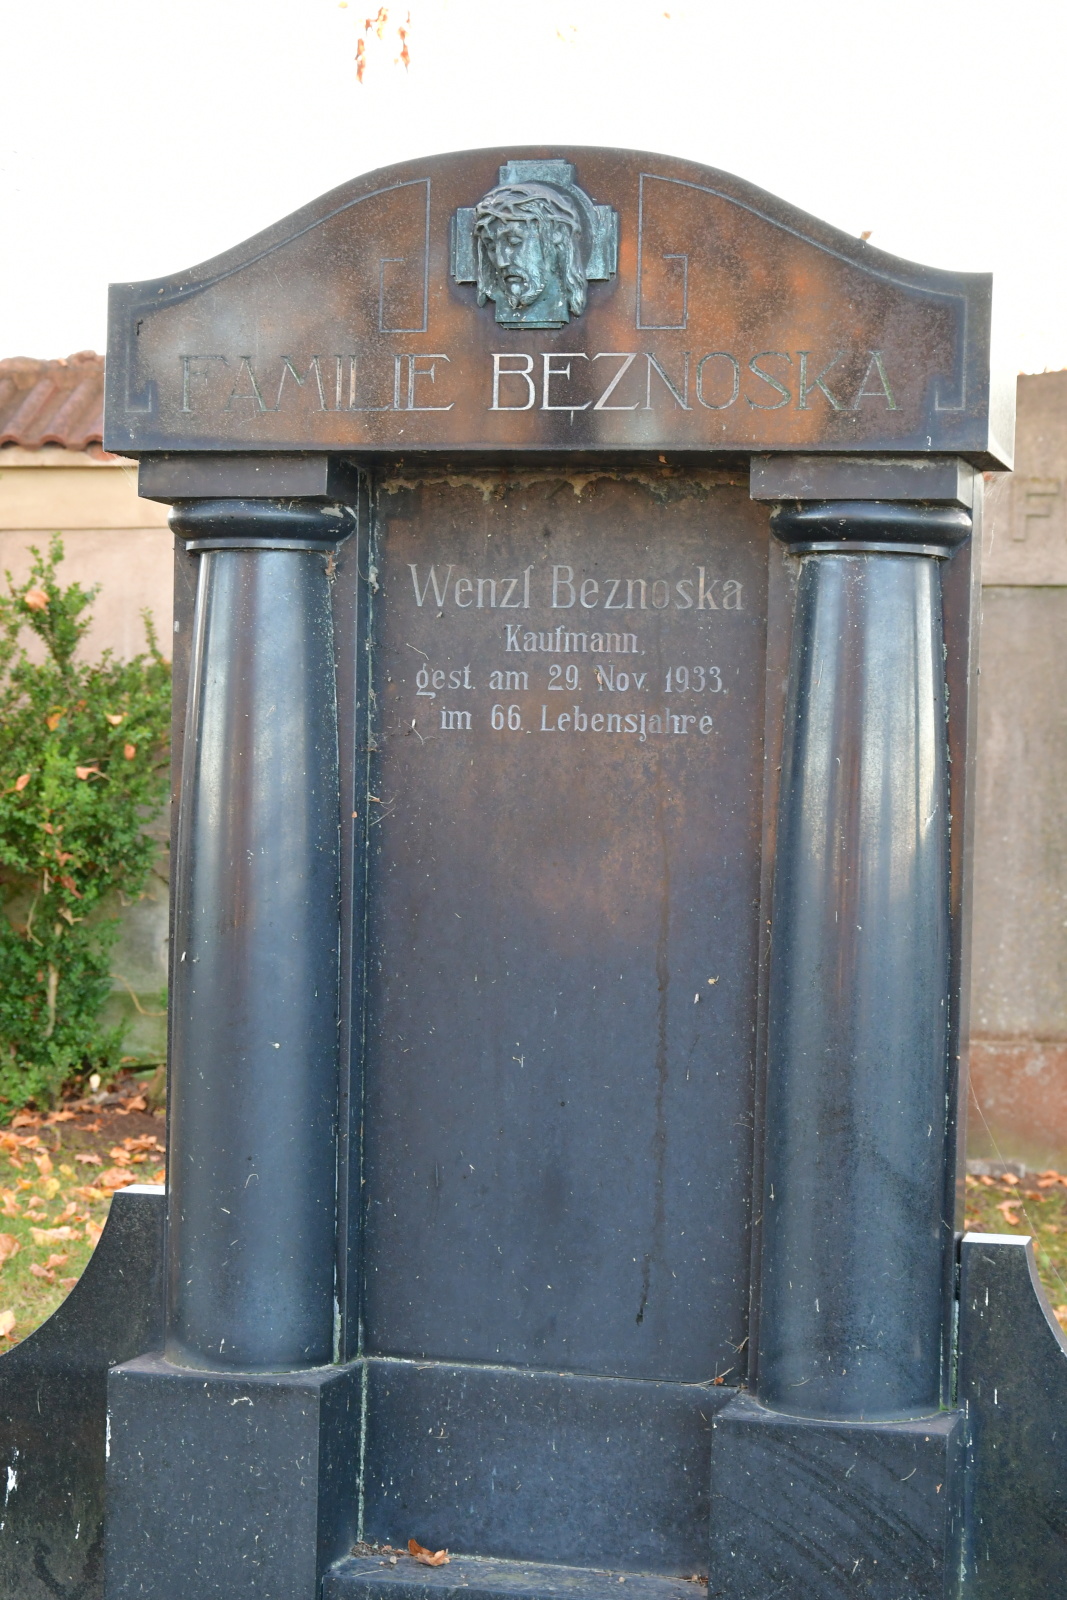 FAMILIE BEZNOSKA
Wenzl Beznoska
Kaufmann,
gest. am 29. Nov. 1933,
im 66. Lebensjahre.
F